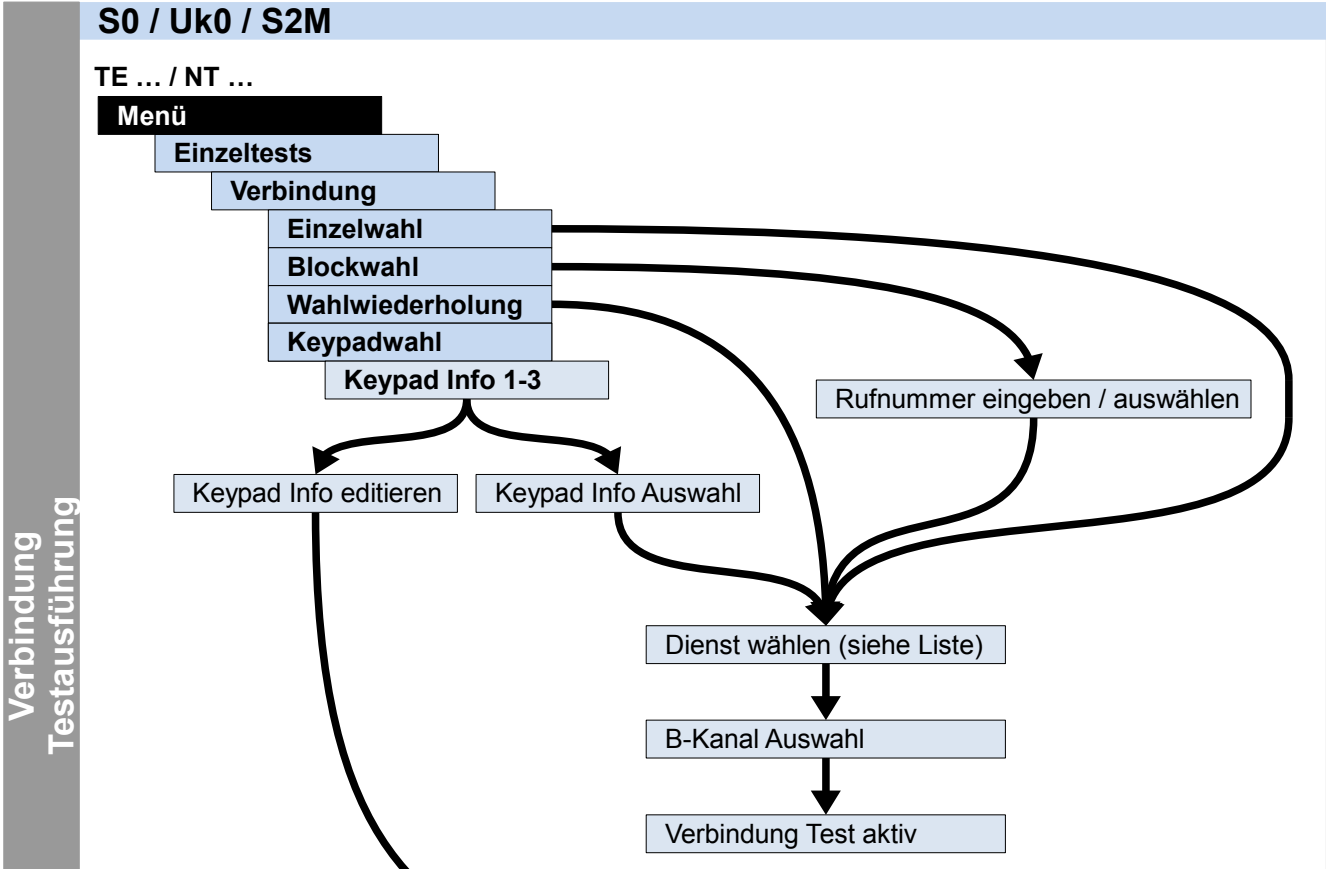 S0 / Uk0 / S2M
TE … / NT …
Menü
Einzeltests
Verbindung
Einzelwahl
Blockwahl
Wahlwiederholung
Keypadwahl
Keypad Info 1-3
Rufnummer eingeben / auswählen
Keypad Info editieren
Keypad Info Auswahl
Dienst wählen (siehe Liste)
B-Kanal Auswahl
Verbindung Test aktiv
Verbindung
Testausführung